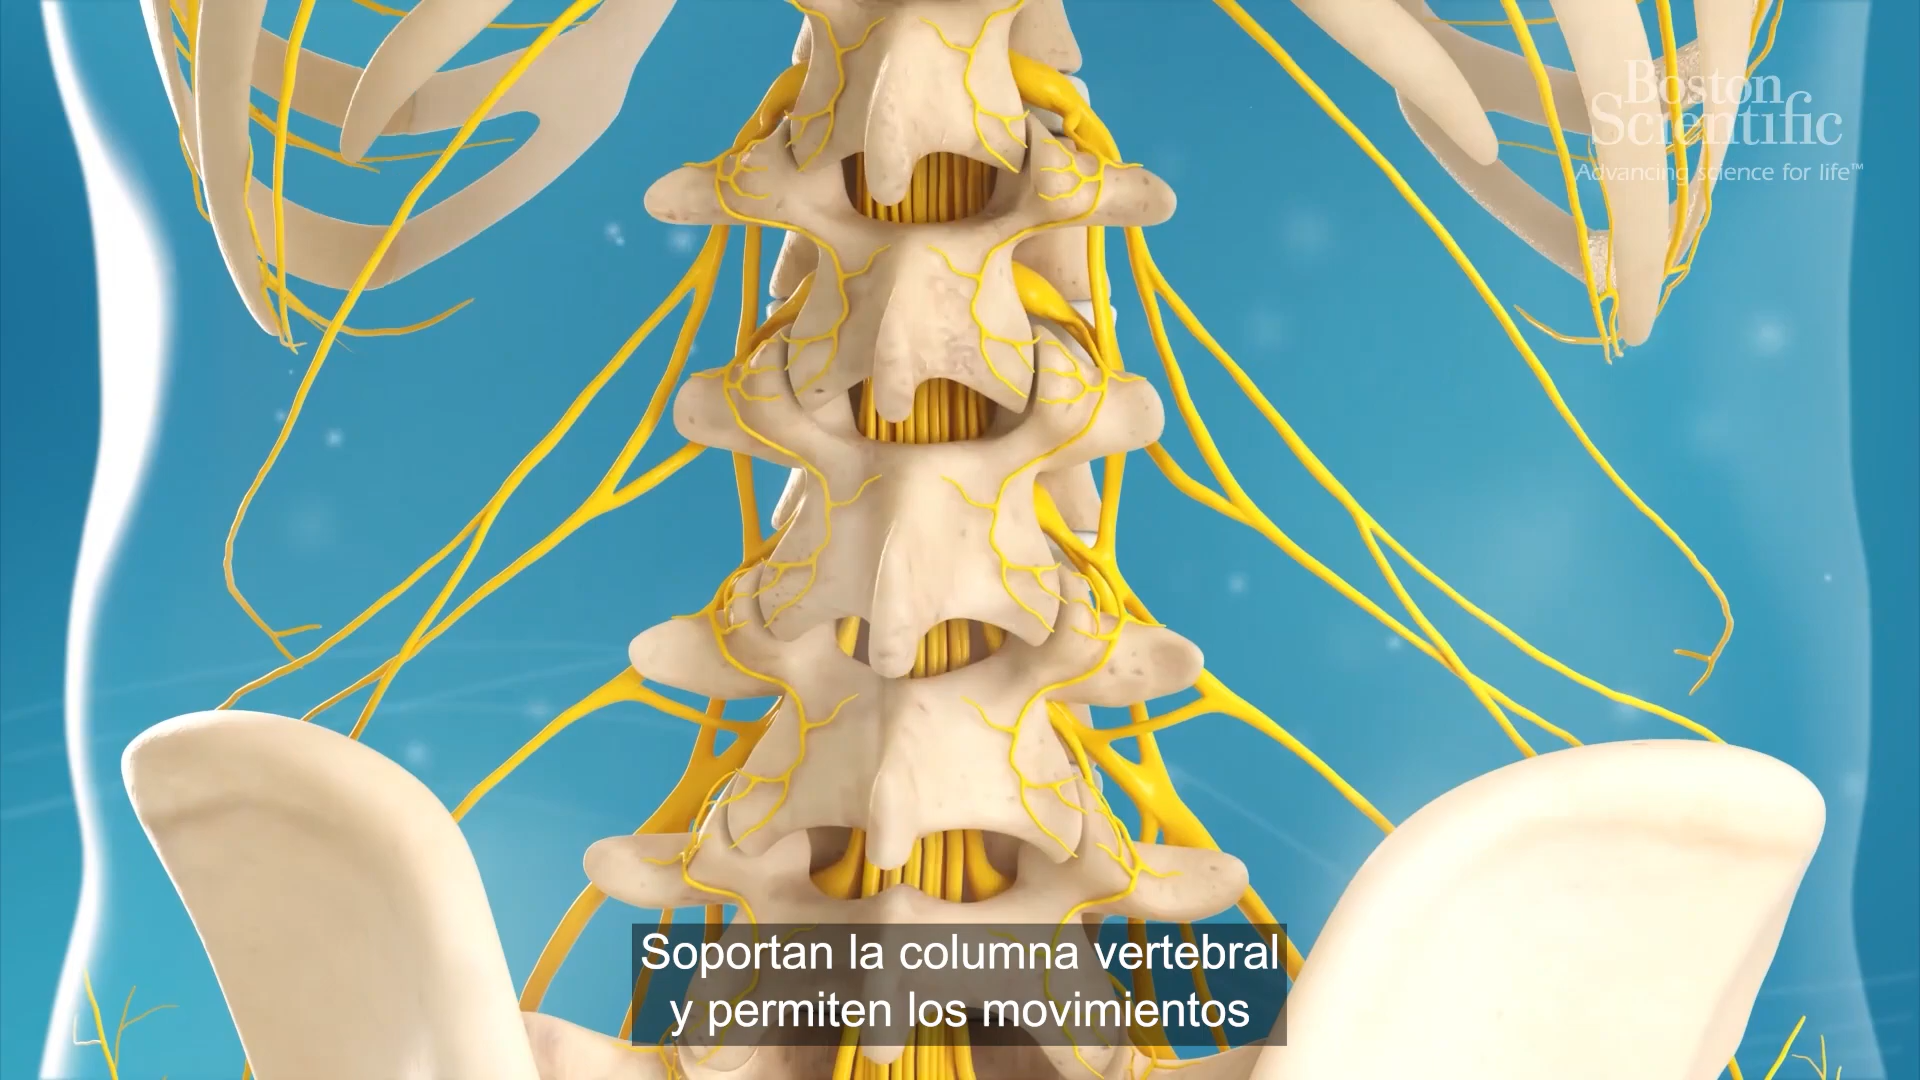 Boston
Scientific
Advancing science for life™
Soportan la columna vertebral
y permiten los movimientos